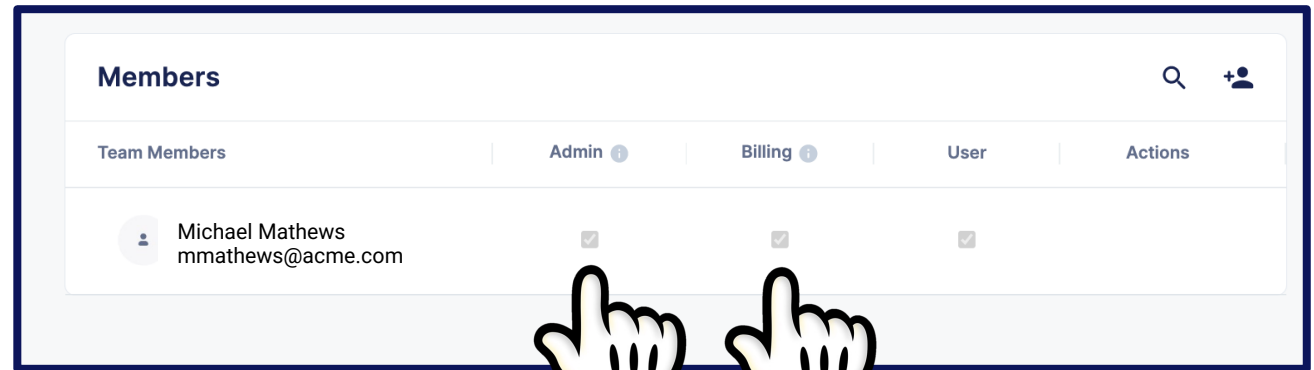 Members
Team Members Admin Billing User Actions
Michael Mathews
mmathews@acme.com